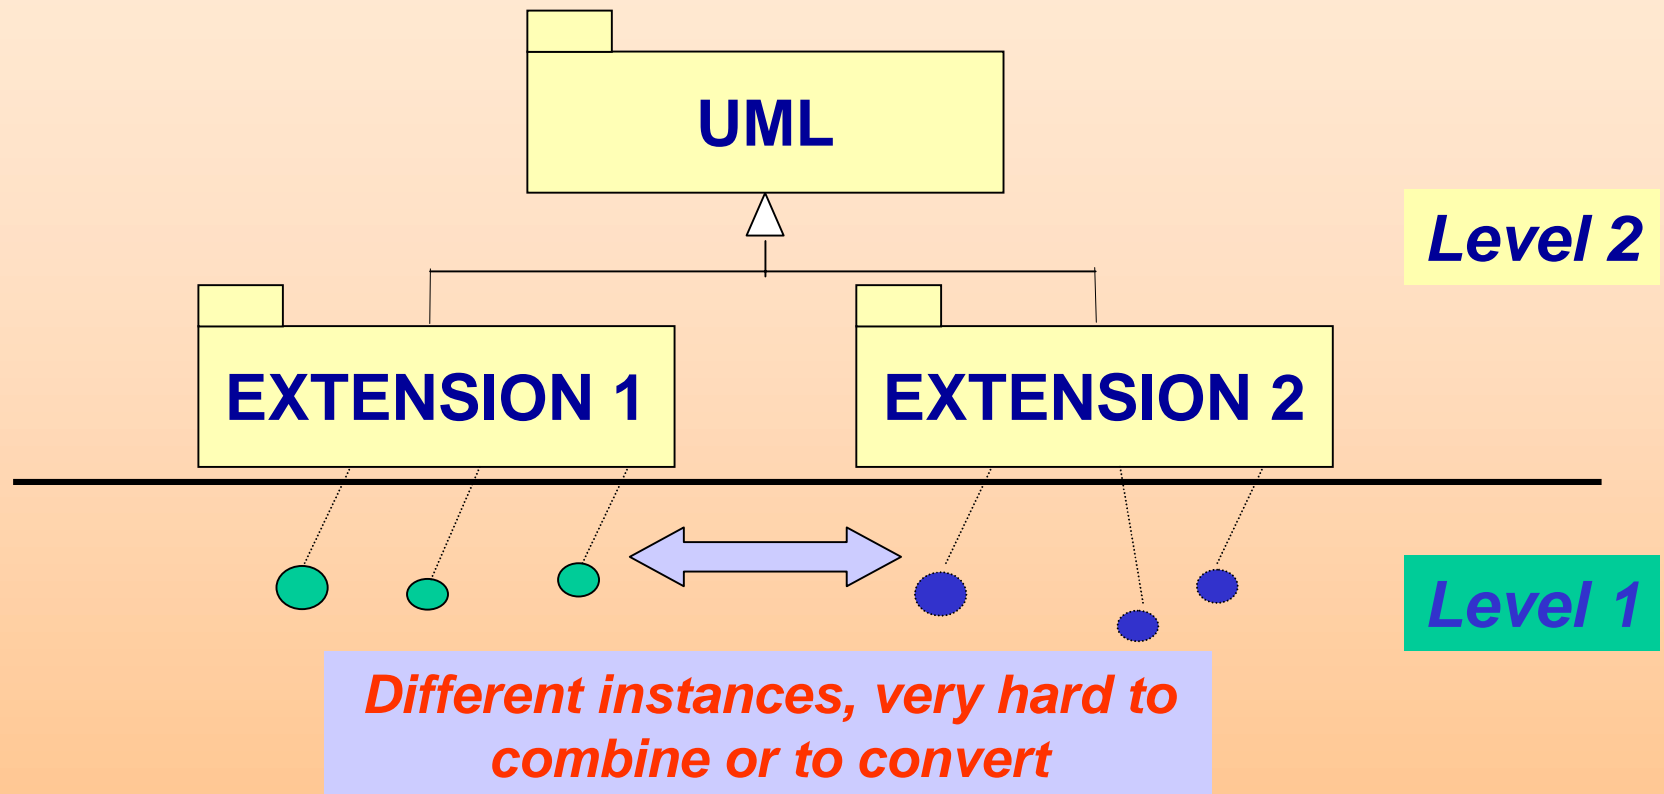 UML
Level 2
EXTENSION 1
EXTENSION 2
Level 1
Different instances, very hard to
combine or to convert